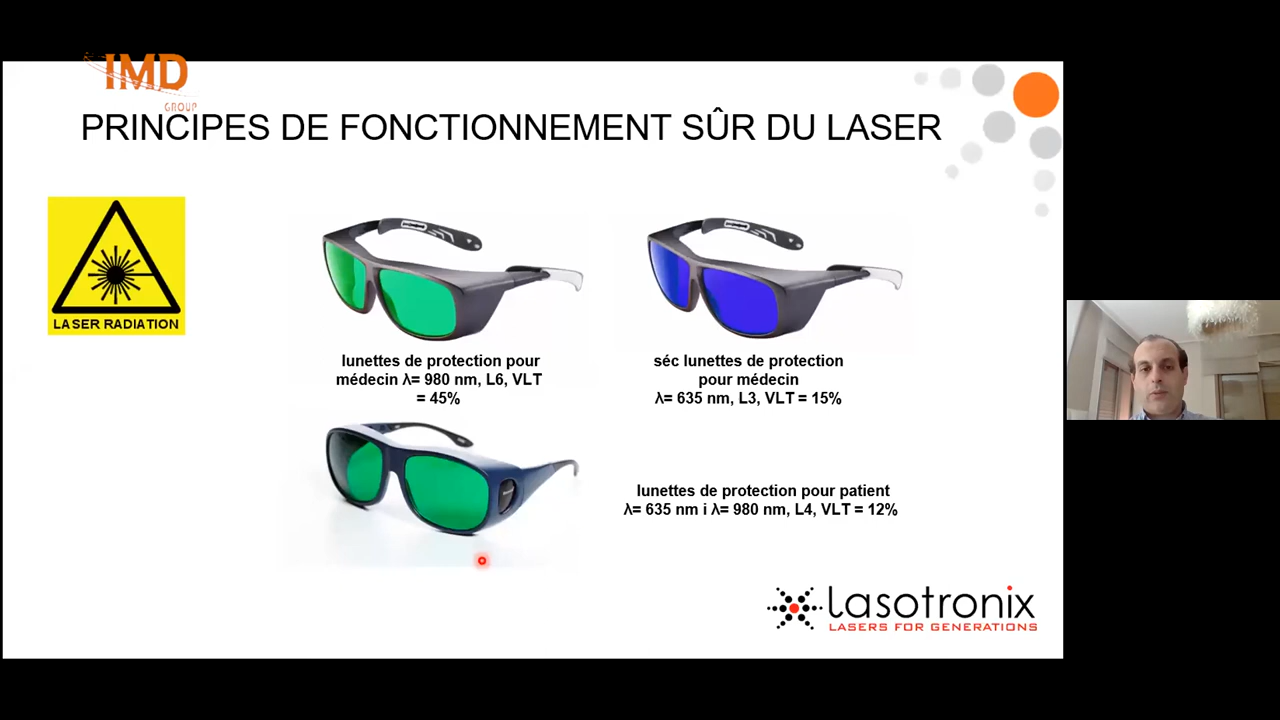 IMD
GROUP
PRINCIPES DE FONCTIONNEMENT SÛR DU LASER
LASER RADIATION
lunettes de protection pour
médecin λ= 980 nm, L6, VLT
= 45%
séc lunettes de protection
pour médecin
λ= 635 nm, L3, VLT = 15%
lunettes de protection pour patient
λ= 635 nm i λ= 980 nm, L4, VLT = 12%
lasotronix
LASERS FOR GENERATIONS